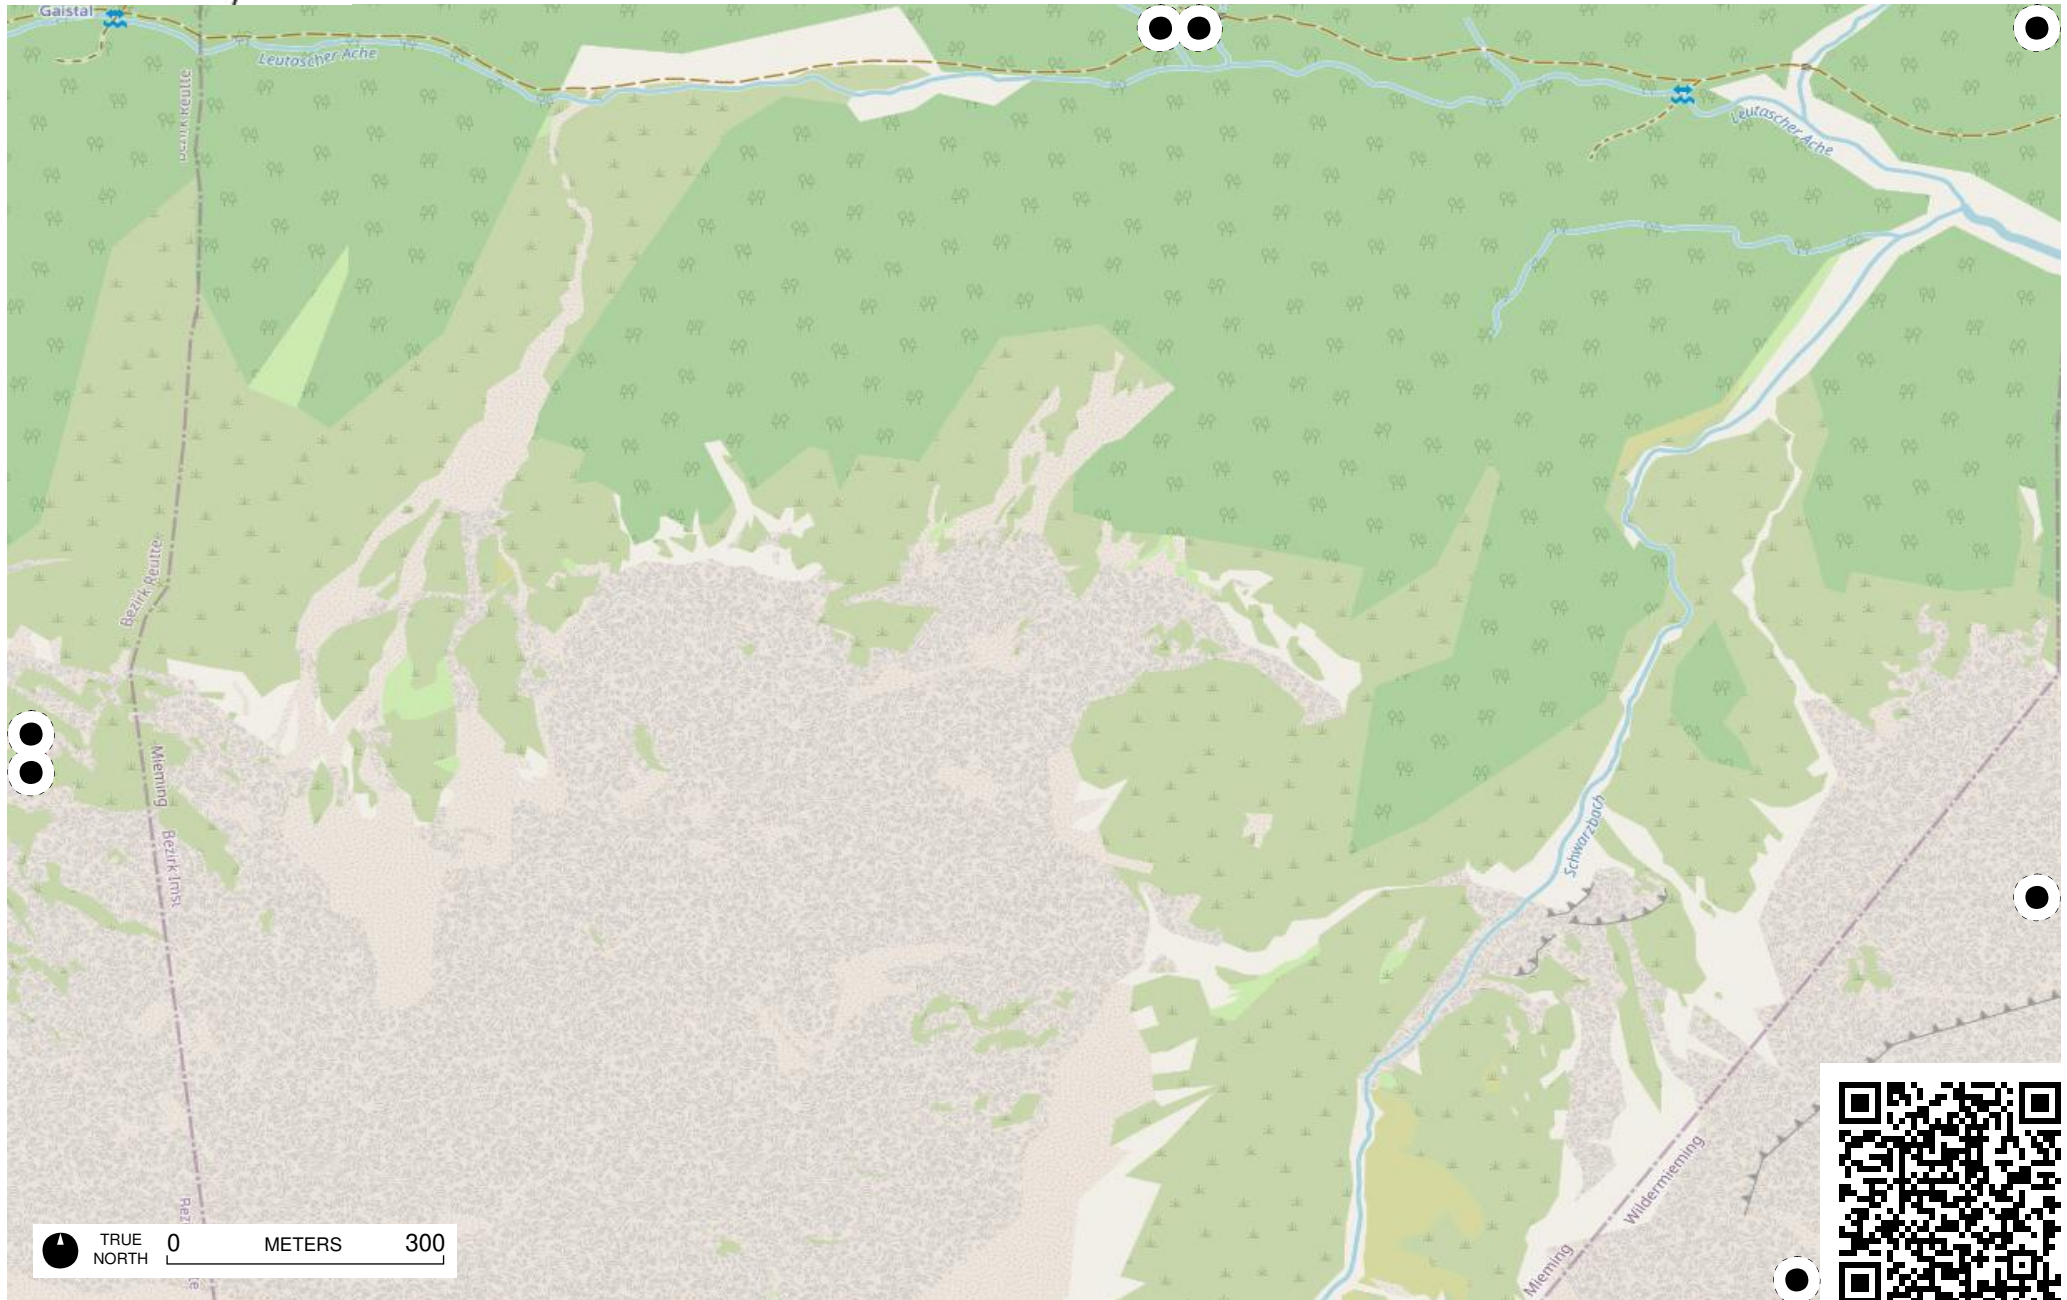 Gaistal
Leutascher Ache
Bezirk Reutte
Leutascher Ache
Bezirk Reutte
Mieming
Bezirk Imst
Schwarzbach
Wildermieming
Mieming
TRUE
NORTH
0 METERS 300